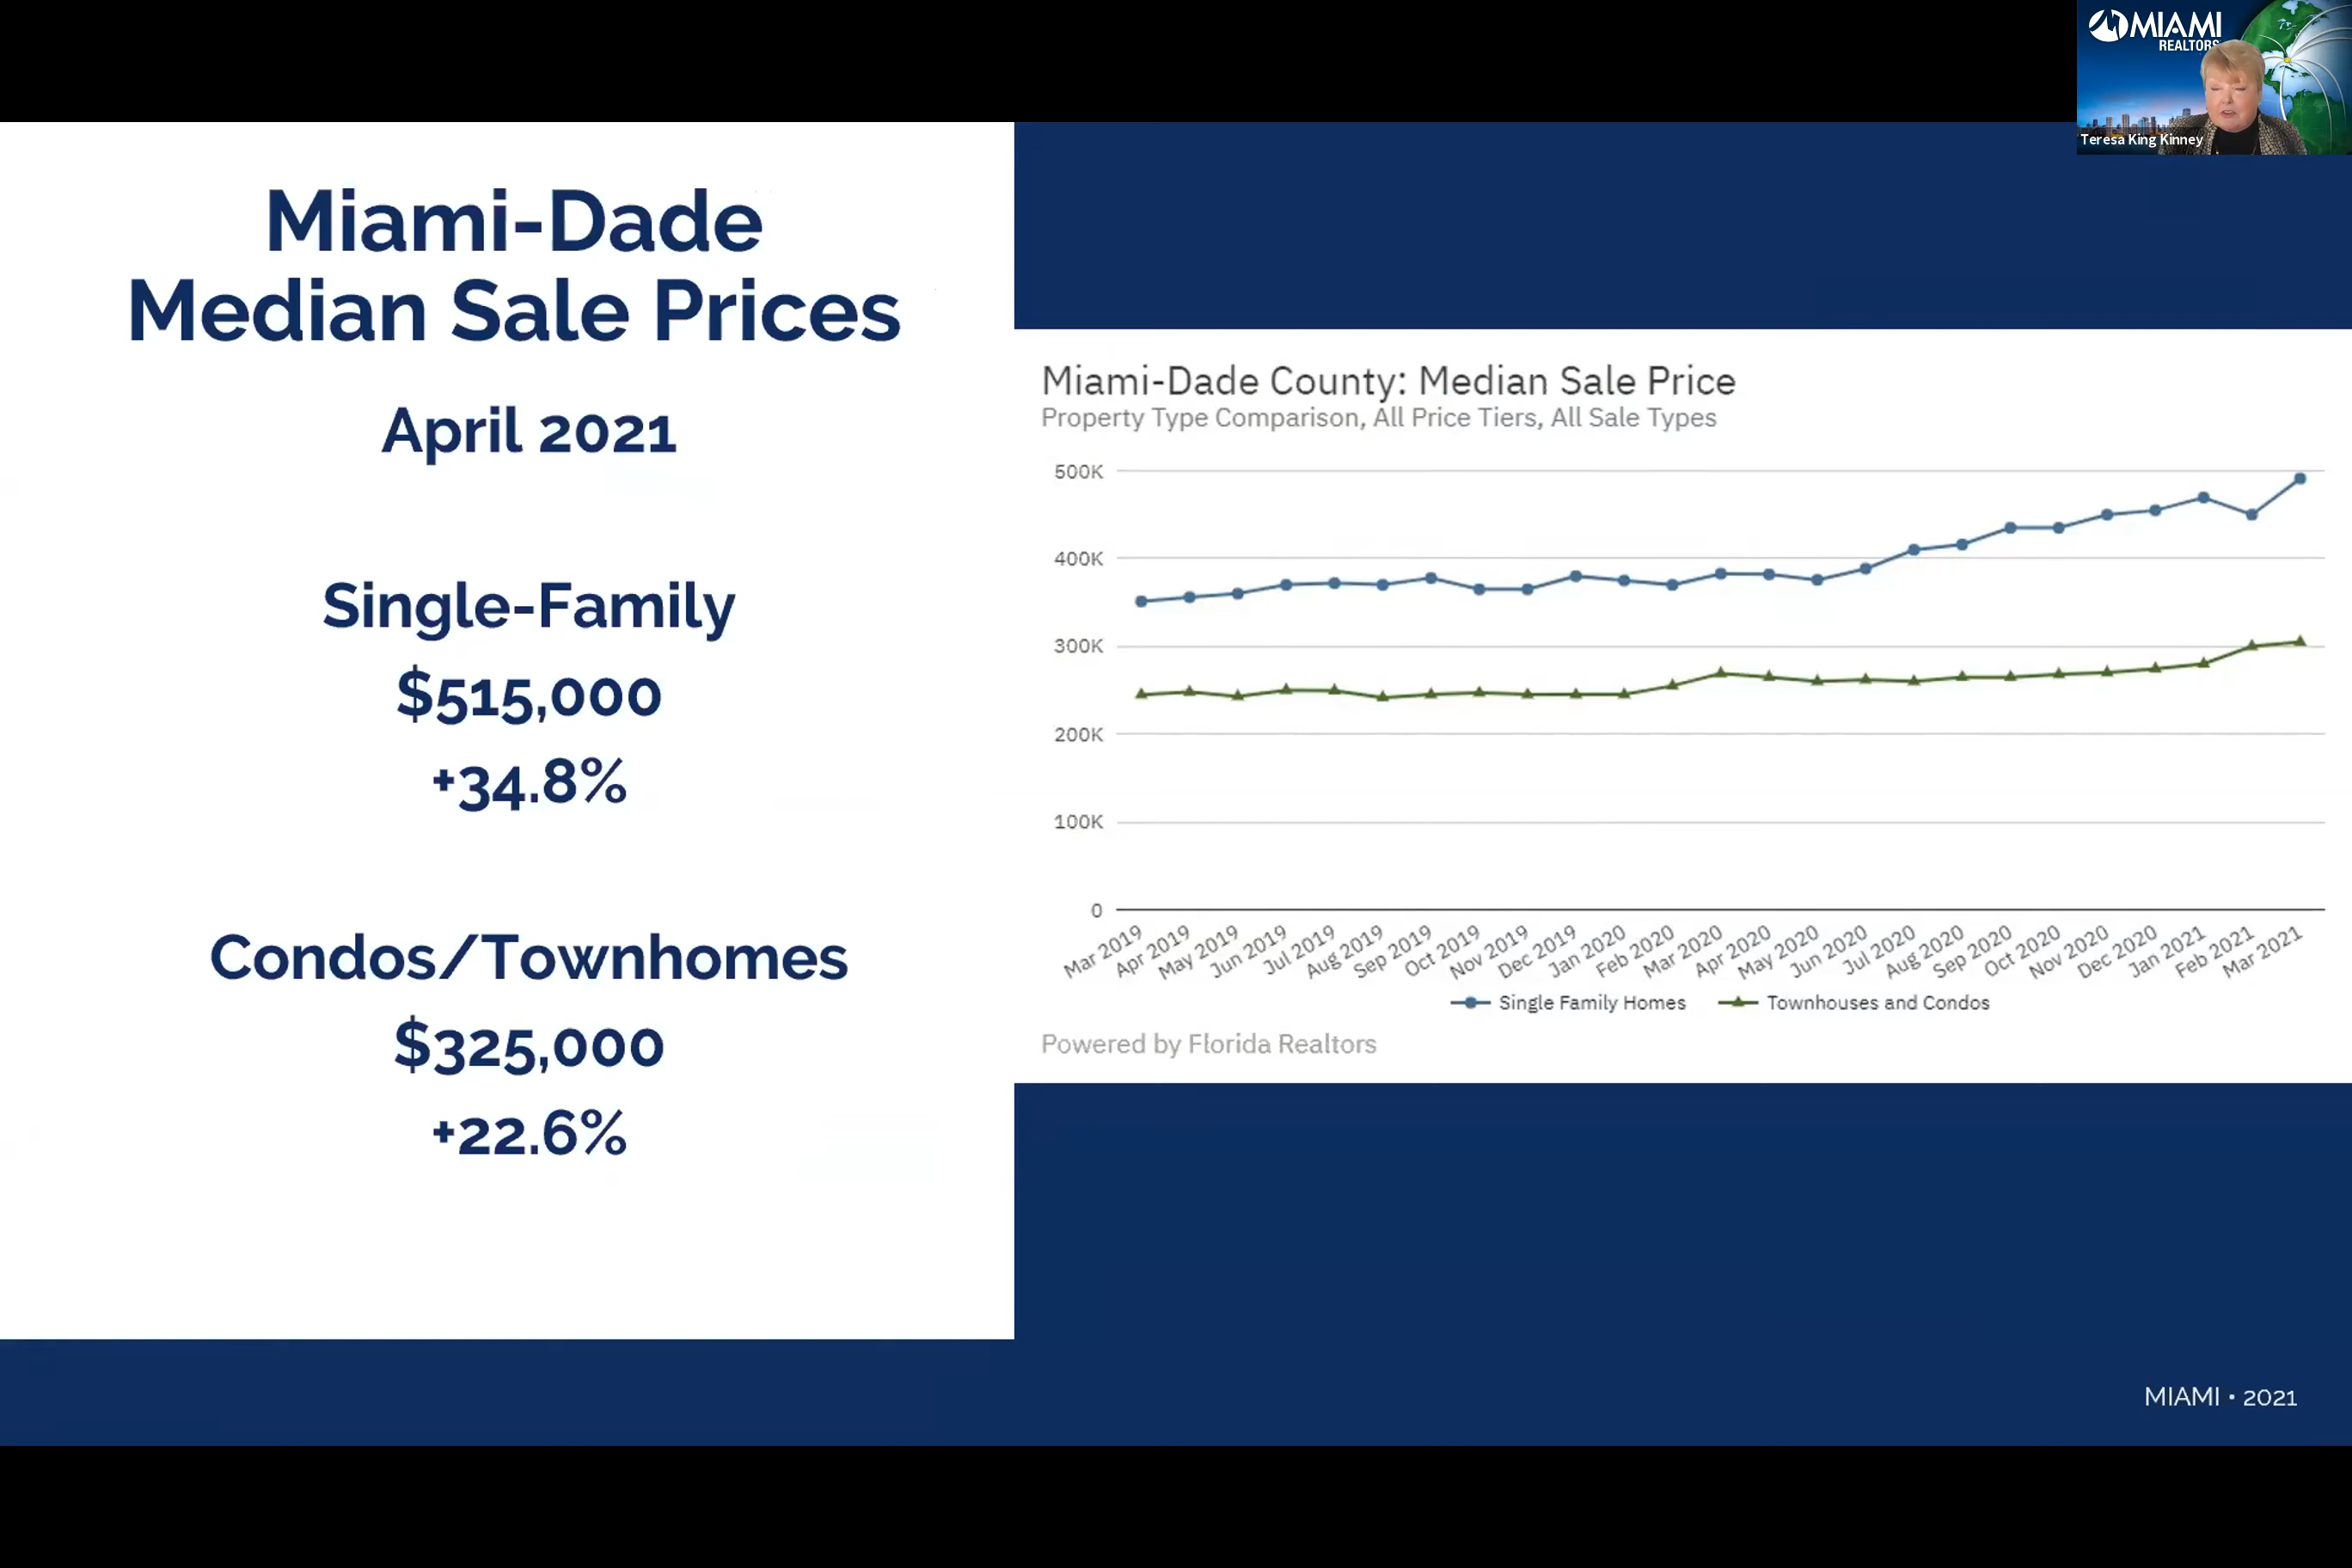 MIAMI
REALTORS
Teresa King Kinney
Miami-Dade
Median Sale Prices
April 2021
Single-Family
$515,000
+34.8%
Condos/Townhomes
$325,000
+22.6%
Miami-Dade County: Median Sale Price
Property Type Comparison, All Price Tiers, All Sale Types
500K
400K
300K
200K
100K
0
Mar 2019
Apr 2019
May 2019
Jun 2019
Jul 2019
Aug 2019
Sep 2019
Oct 2019
Nov 2019
Dec 2019
Jan 2020
Feb 2020
Mar 2020
Apr 2020
May 2020
Jun 2020
Jul 2020
Aug 2020
Sep 2020
Oct 2020
Nov 2020
Dec 2020
Jan 2021
Feb 2021
Mar 2021
Single Family Homes
Townhouses and Condos
Powered by Florida Realtors
MIAMI • 2021